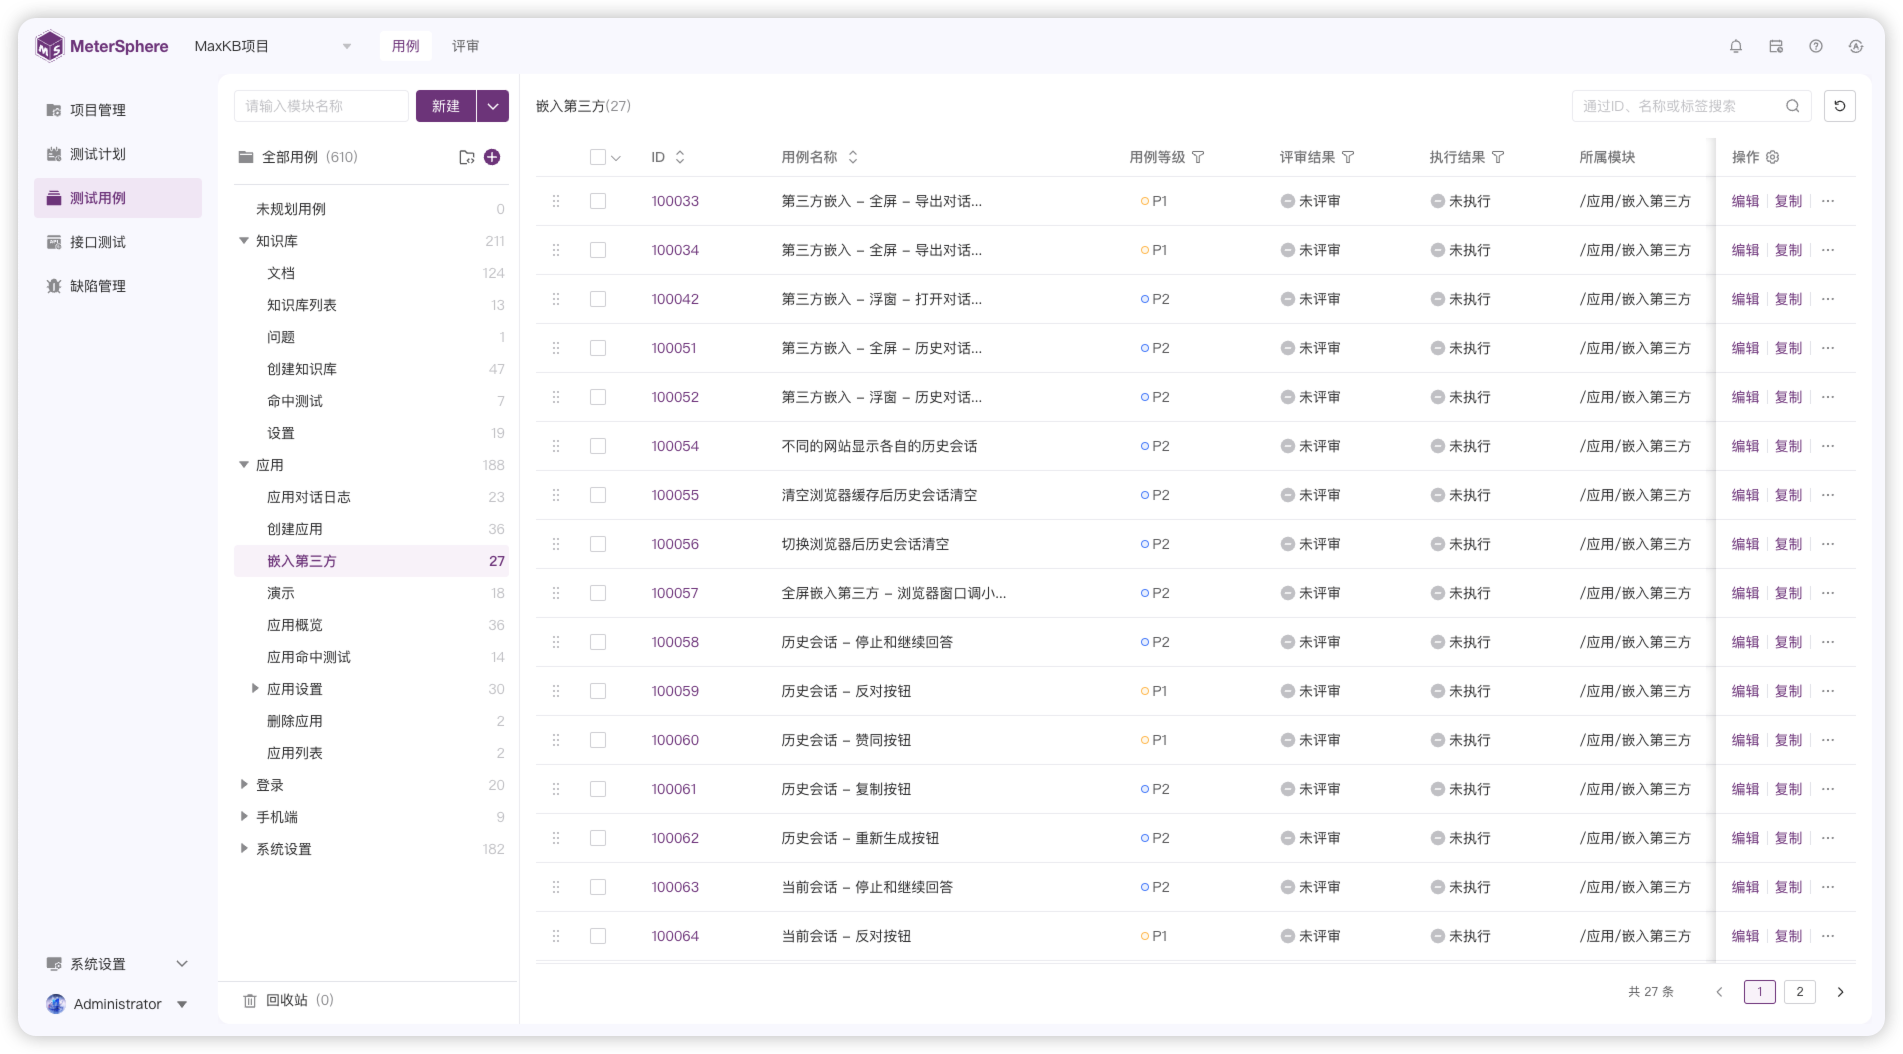 MeterSphere MaxKB项目 用例 评审
项目管理
测试计划
测试用例
接口测试
缺陷管理
系统设置
Administrator
请输入模块名称 新建
全部用例 (610)
未规划用例 0
知识库 211
文档 124
知识库列表 13
问题 1
创建知识库 47
命中测试 7
设置 19
应用 188
应用对话日志 23
创建应用 36
嵌入第三方 27
演示 18
应用概览 36
应用命中测试 14
应用设置 30
删除应用 2
应用列表 2
登录 20
手机端 9
系统设置 182
回收站 (0)
嵌入第三方(27) 通过ID、名称或标签搜索
ID 用例名称 用例等级 评审结果 执行结果 所属模块 操作
100033 第三方嵌入 – 全屏 – 导出对话... P1 未评审 未执行 /应用/嵌入第三方 编辑 复制 ···
100034 第三方嵌入 – 全屏 – 导出对话... P1 未评审 未执行 /应用/嵌入第三方 编辑 复制 ···
100042 第三方嵌入 – 浮窗 – 打开对话... P2 未评审 未执行 /应用/嵌入第三方 编辑 复制 ···
100051 第三方嵌入 – 全屏 – 历史对话... P2 未评审 未执行 /应用/嵌入第三方 编辑 复制 ···
100052 第三方嵌入 – 浮窗 – 历史对话... P2 未评审 未执行 /应用/嵌入第三方 编辑 复制 ···
100054 不同的网站显示各自的历史会话 P2 未评审 未执行 /应用/嵌入第三方 编辑 复制 ···
100055 清空浏览器缓存后历史会话清空 P2 未评审 未执行 /应用/嵌入第三方 编辑 复制 ···
100056 切换浏览器后历史会话清空 P2 未评审 未执行 /应用/嵌入第三方 编辑 复制 ···
100057 全屏嵌入第三方 – 浏览器窗口调小... P2 未评审 未执行 /应用/嵌入第三方 编辑 复制 ···
100058 历史会话 – 停止和继续回答 P2 未评审 未执行 /应用/嵌入第三方 编辑 复制 ···
100059 历史会话 – 反对按钮 P1 未评审 未执行 /应用/嵌入第三方 编辑 复制 ···
100060 历史会话 – 赞同按钮 P1 未评审 未执行 /应用/嵌入第三方 编辑 复制 ···
100061 历史会话 – 复制按钮 P2 未评审 未执行 /应用/嵌入第三方 编辑 复制 ···
100062 历史会话 – 重新生成按钮 P2 未评审 未执行 /应用/嵌入第三方 编辑 复制 ···
100063 当前会话 – 停止和继续回答 P2 未评审 未执行 /应用/嵌入第三方 编辑 复制 ···
100064 当前会话 – 反对按钮 P1 未评审 未执行 /应用/嵌入第三方 编辑 复制 ···
共 27 条 1 2